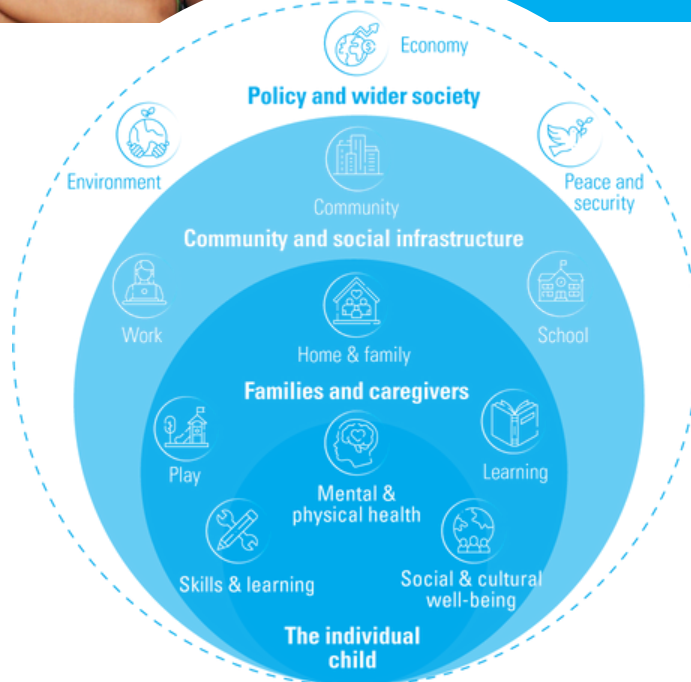 Economy
Policy and wider society
Environment
Peace and
security
Community
Community and social infrastructure
Work
School
Home & family
Families and caregivers
Play
Learning
Mental &
physical health
Skills & learning
Social & cultural
well-being
The individual
child